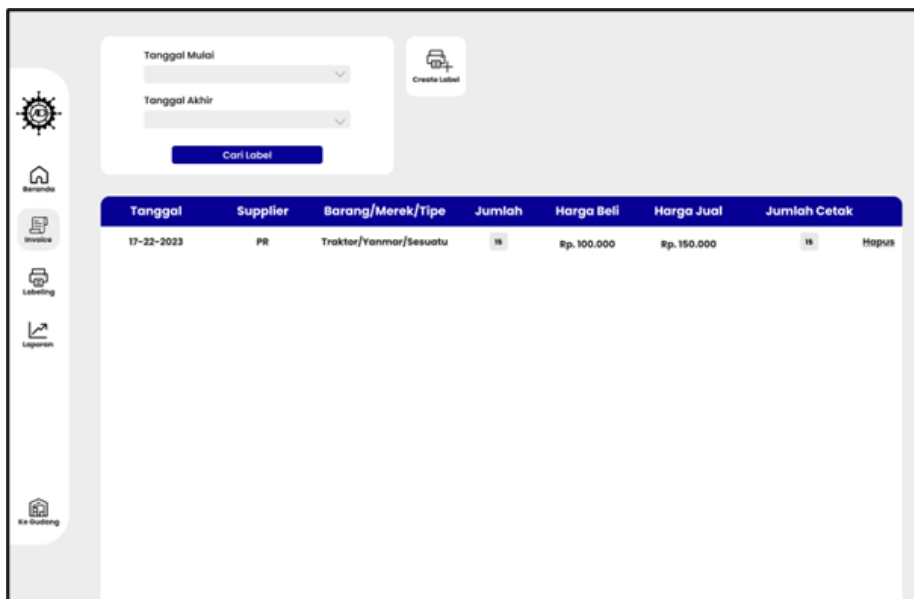 Tanggal Mulai
Tanggal Akhir
Cari Label
Create Label
Beranda
Invoice
Labeling
Laporan
Ke Gudang
Tanggal Supplier Barang/Merek/Tipe Jumlah Harga Beli Harga Jual Jumlah Cetak
17-22-2023 PR Traktor/Yanmar/Sesuatu 15 Rp. 100.000 Rp. 150.000 15 Hapus